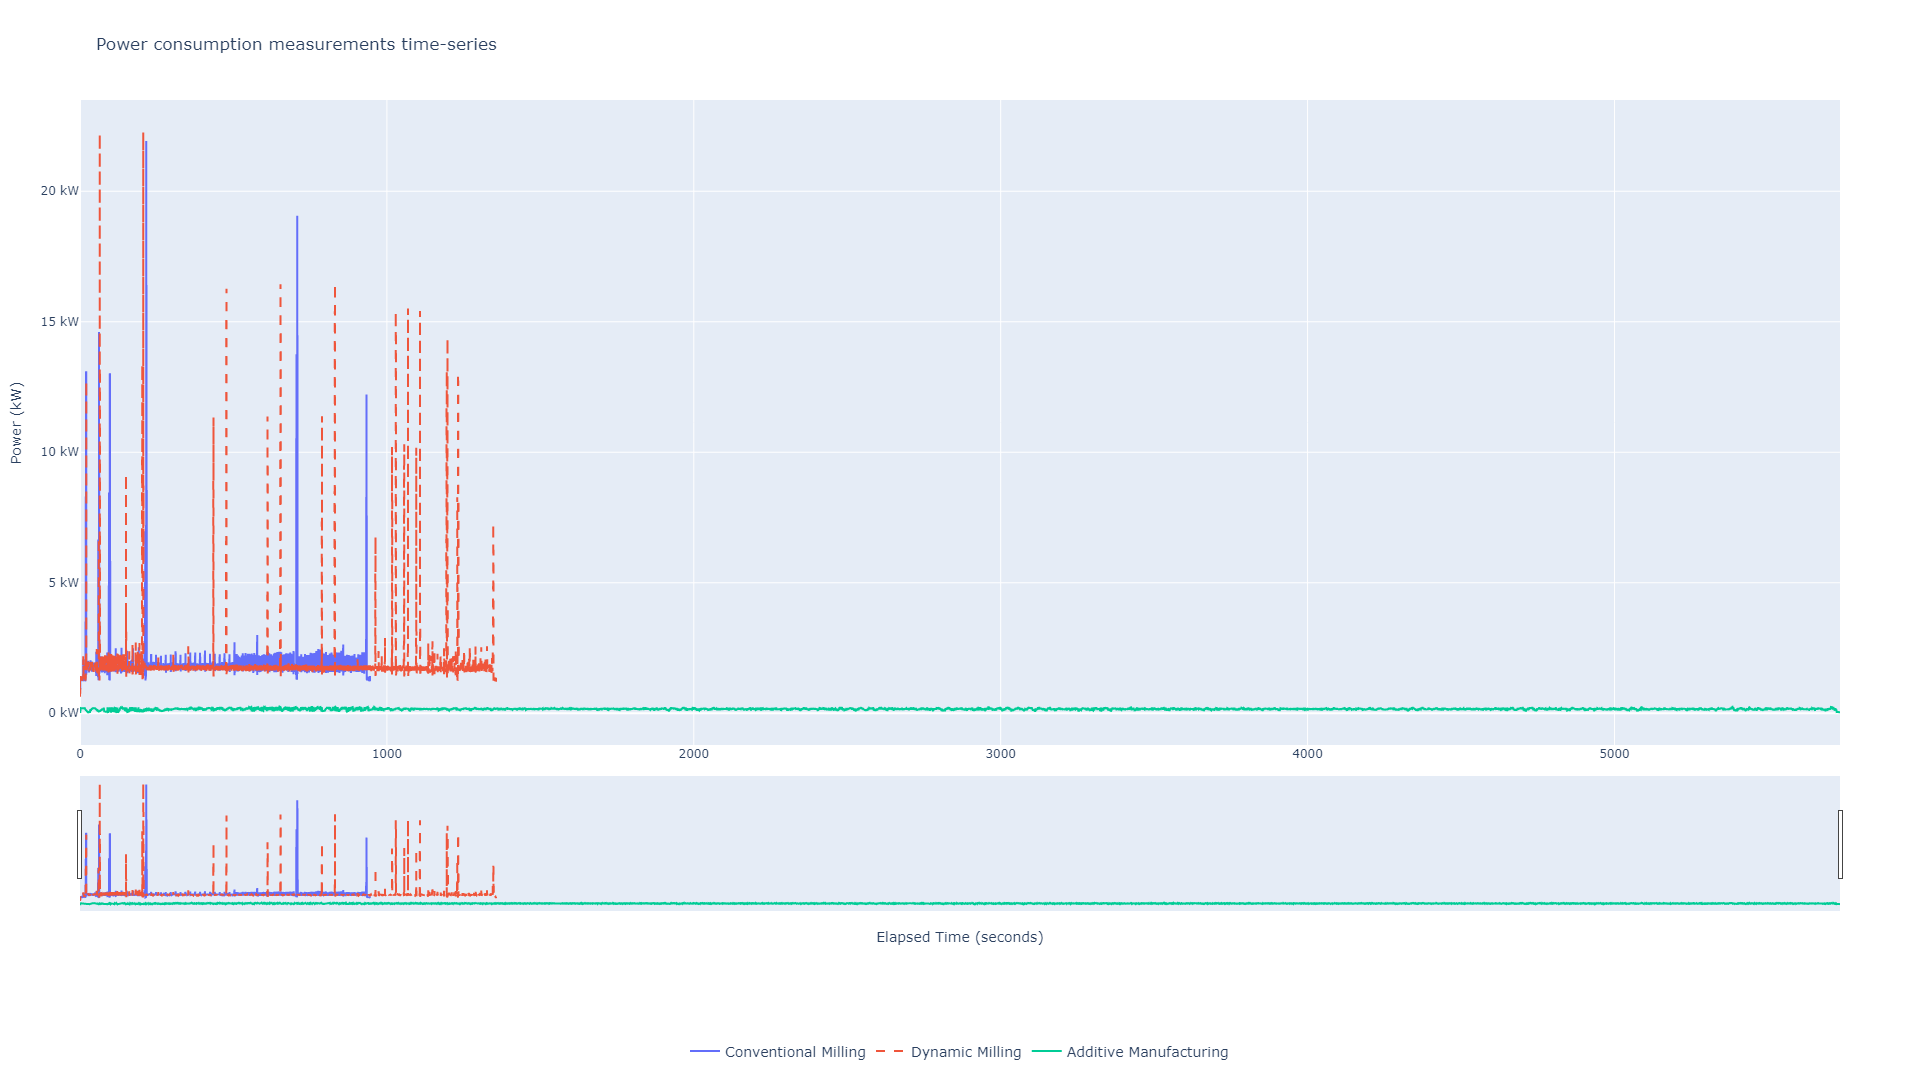 Power consumption measurements time-series
Power (kW)
20 kW
15 kW
10 kW
5 kW
0 kW
0 1000 2000 3000 4000 5000
Elapsed Time (seconds)
Conventional Milling Dynamic Milling Additive Manufacturing